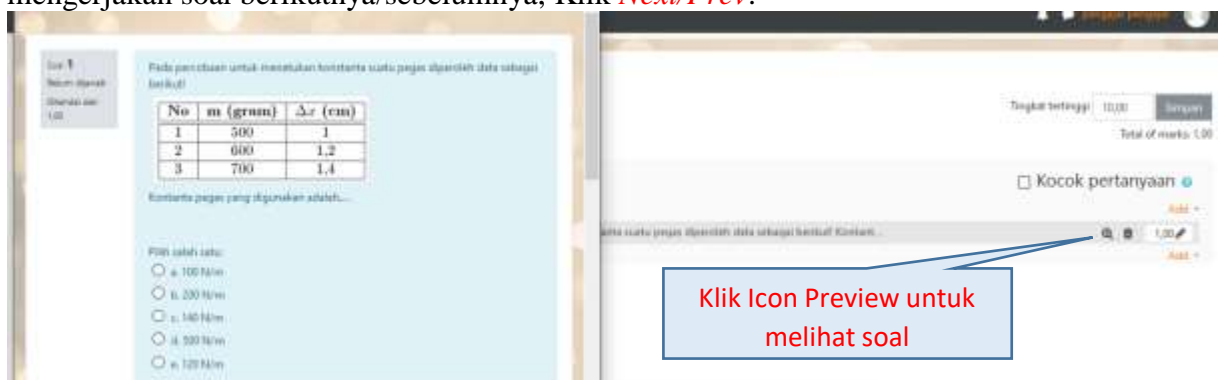 mengerjakan soal berikutnya/sebelumnya, Klik Next/Prev.
Soal 1
Belum dijawab
Ditandai dari
1,00
Pada percobaan untuk menetukan konstanta suatu pegas diperoleh data sebagai
berikut!
No m (gram) Δx (cm)
1 500 1
2 600 1,2
3 700 1,4
Kontanta pegas yang digunakan adalah....
Pilih salah satu:
a. 100 N/m
b. 200 N/m
c. 140 N/m
d. 500 N/m
e. 120 N/m
Tingkat tertinggi 10,00 Simpan
Total of marks: 1,00
Kocok pertanyaan
Add
anta suatu pegas diperoleh data sebagai berikut! Kontant...
1,00
Add
Klik Icon Preview untuk
melihat soal